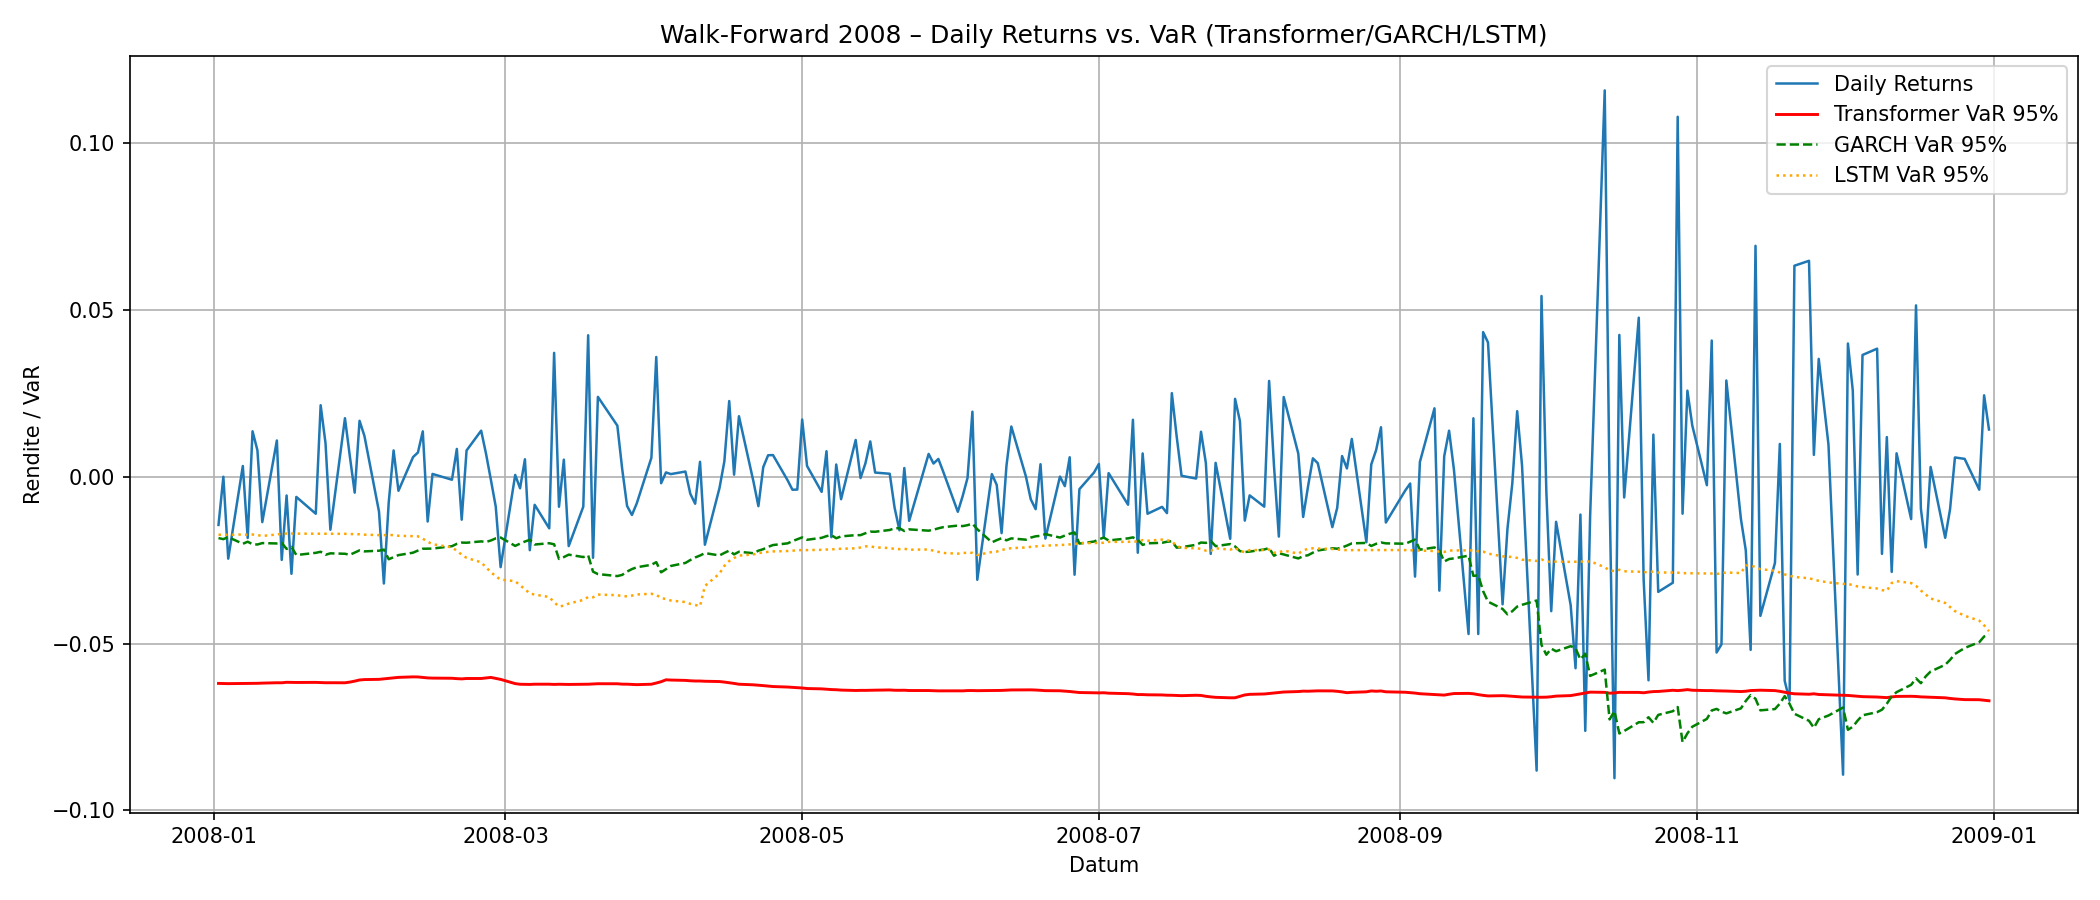 Walk-Forward 2008 – Daily Returns vs. VaR (Transformer/GARCH/LSTM)
Daily Returns
Transformer VaR 95%
GARCH VaR 95%
LSTM VaR 95%
Rendite / VaR
0.10
0.05
0.00
−0.05
−0.10
2008-01
2008-03
2008-05
2008-07
2008-09
2008-11
2009-01
Datum